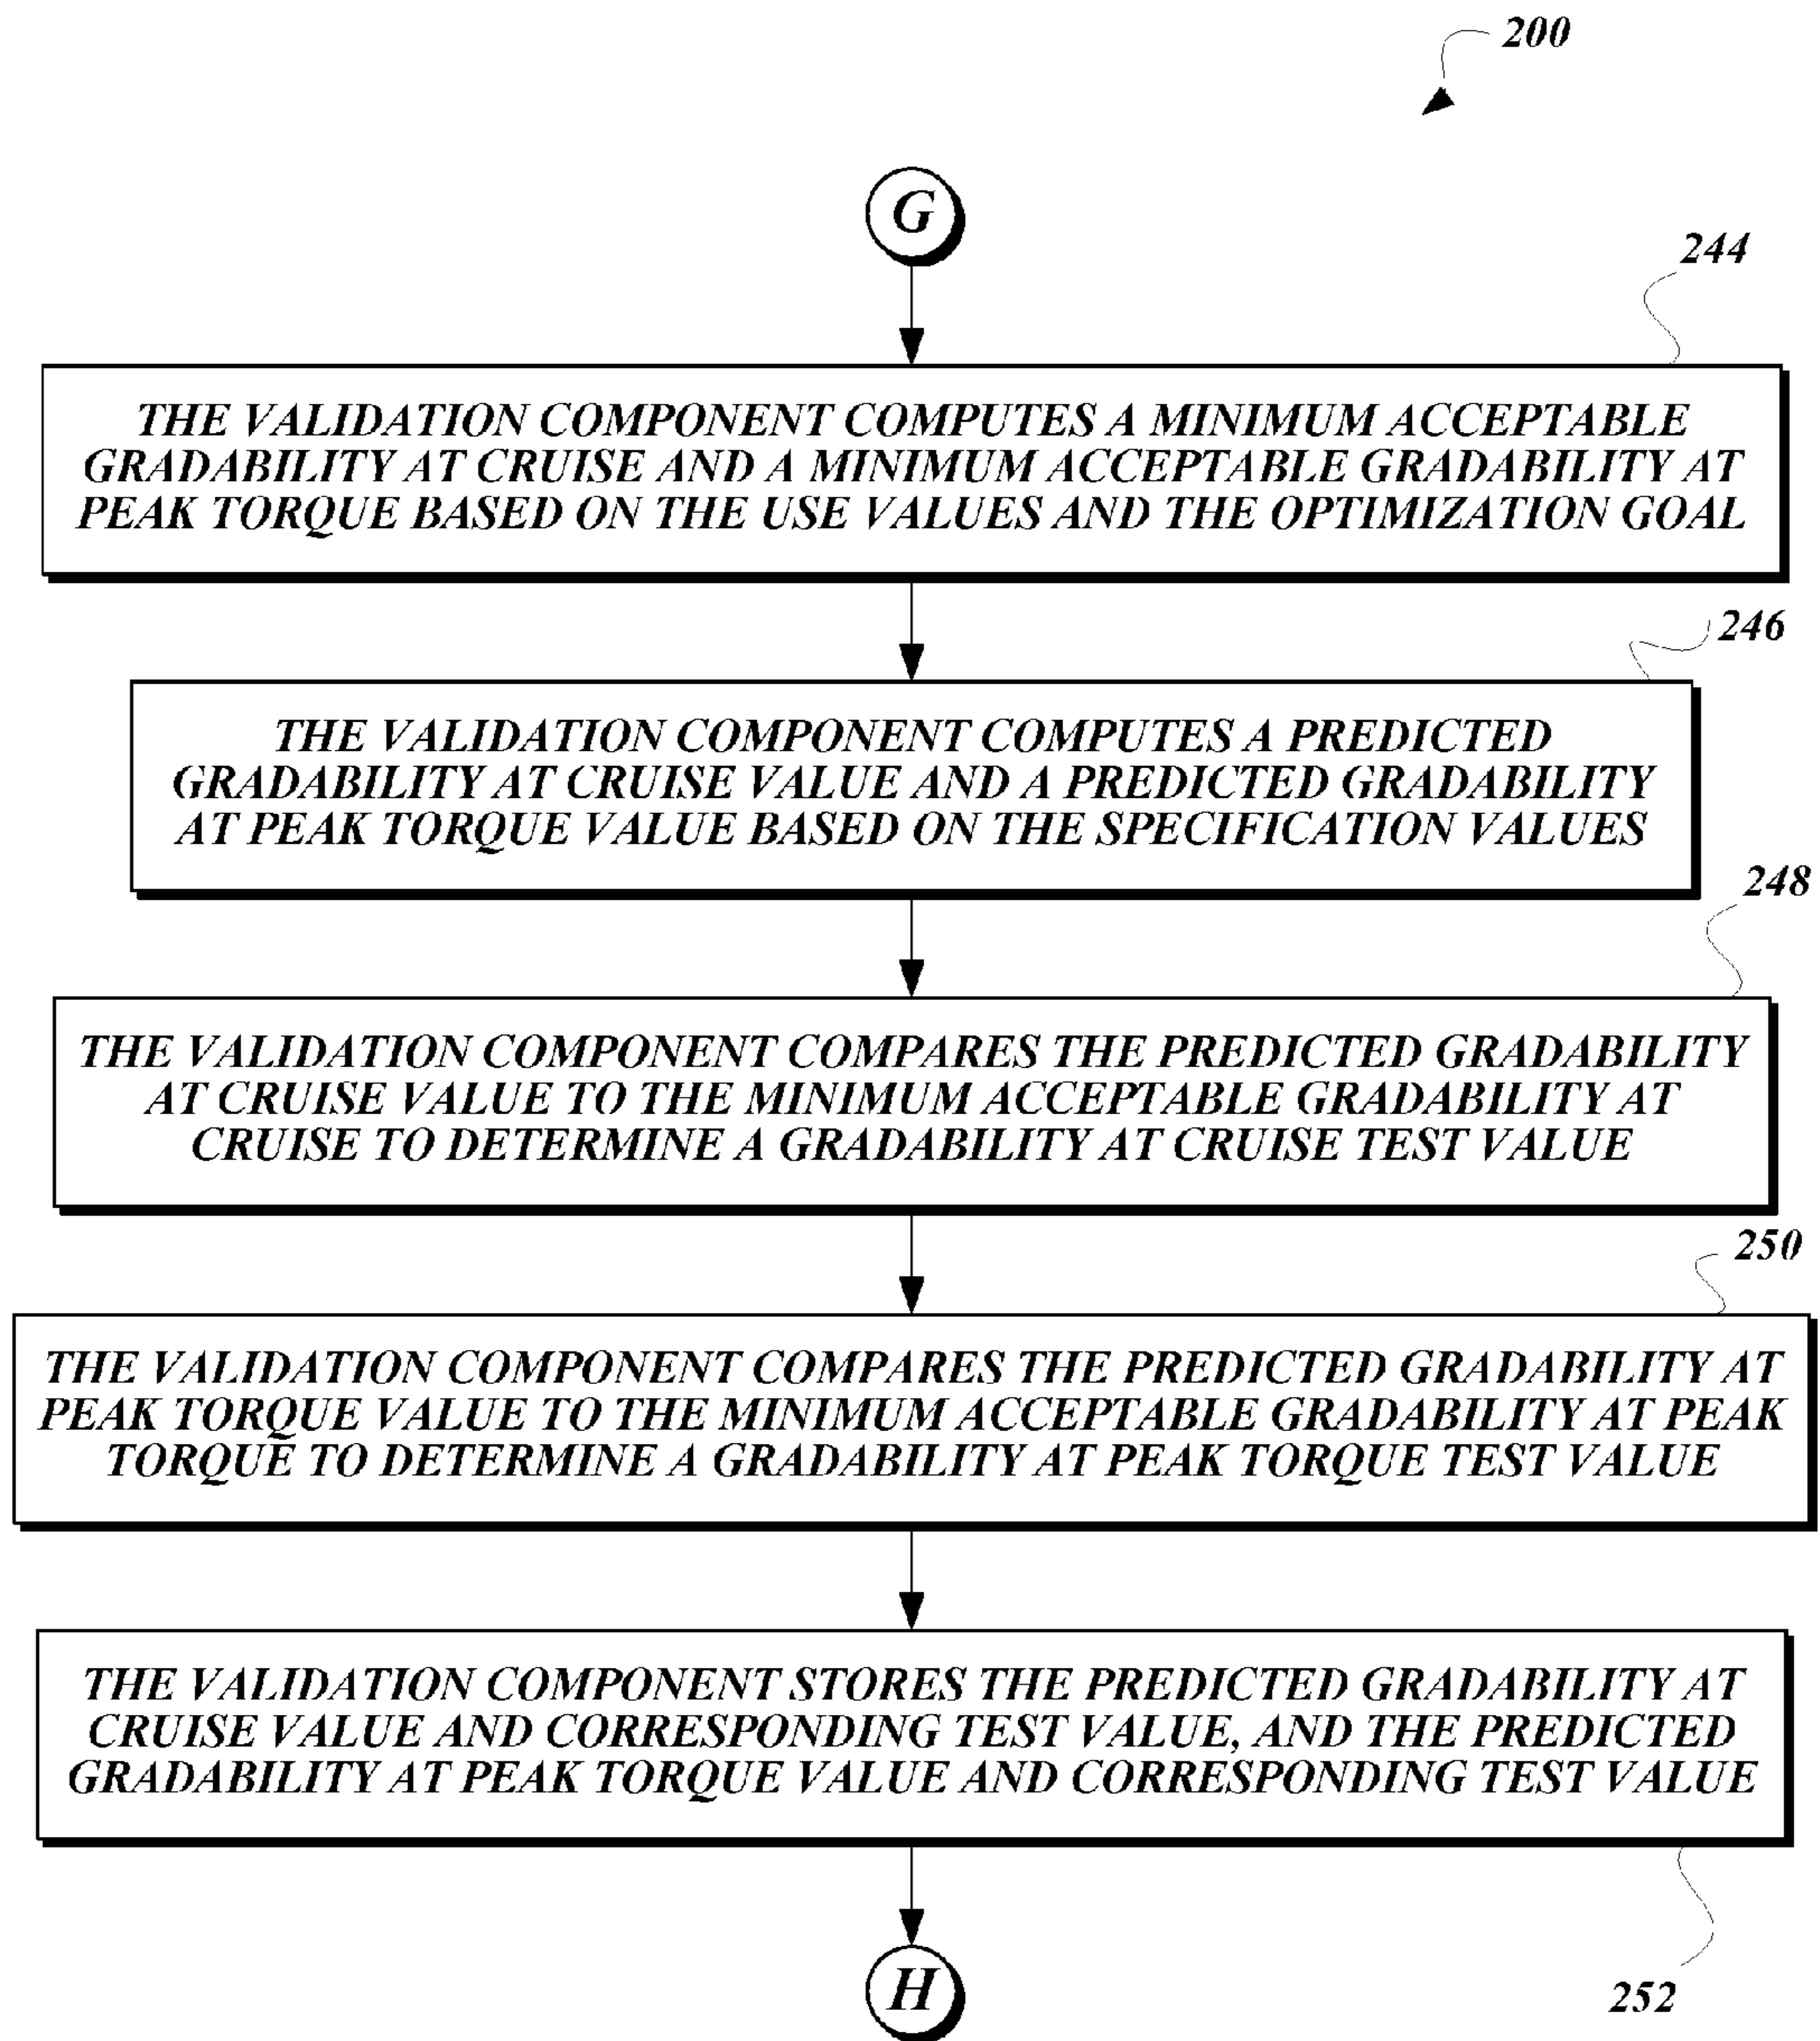 200
G
244
THE VALIDATION COMPONENT COMPUTES A MINIMUM ACCEPTABLE
GRADABILITY AT CRUISE AND A MINIMUM ACCEPTABLE GRADABILITY AT
PEAK TORQUE BASED ON THE USE VALUES AND THE OPTIMIZATION GOAL
246
THE VALIDATION COMPONENT COMPUTES A PREDICTED
GRADABILITY AT CRUISE VALUE AND A PREDICTED GRADABILITY
AT PEAK TORQUE VALUE BASED ON THE SPECIFICATION VALUES
248
THE VALIDATION COMPONENT COMPARES THE PREDICTED GRADABILITY
AT CRUISE VALUE TO THE MINIMUM ACCEPTABLE GRADABILITY AT
CRUISE TO DETERMINE A GRADABILITY AT CRUISE TEST VALUE
250
THE VALIDATION COMPONENT COMPARES THE PREDICTED GRADABILITY AT
PEAK TORQUE VALUE TO THE MINIMUM ACCEPTABLE GRADABILITY AT PEAK
TORQUE TO DETERMINE A GRADABILITY AT PEAK TORQUE TEST VALUE
THE VALIDATION COMPONENT STORES THE PREDICTED GRADABILITY AT
CRUISE VALUE AND CORRESPONDING TEST VALUE, AND THE PREDICTED
GRADABILITY AT PEAK TORQUE VALUE AND CORRESPONDING TEST VALUE
H
252